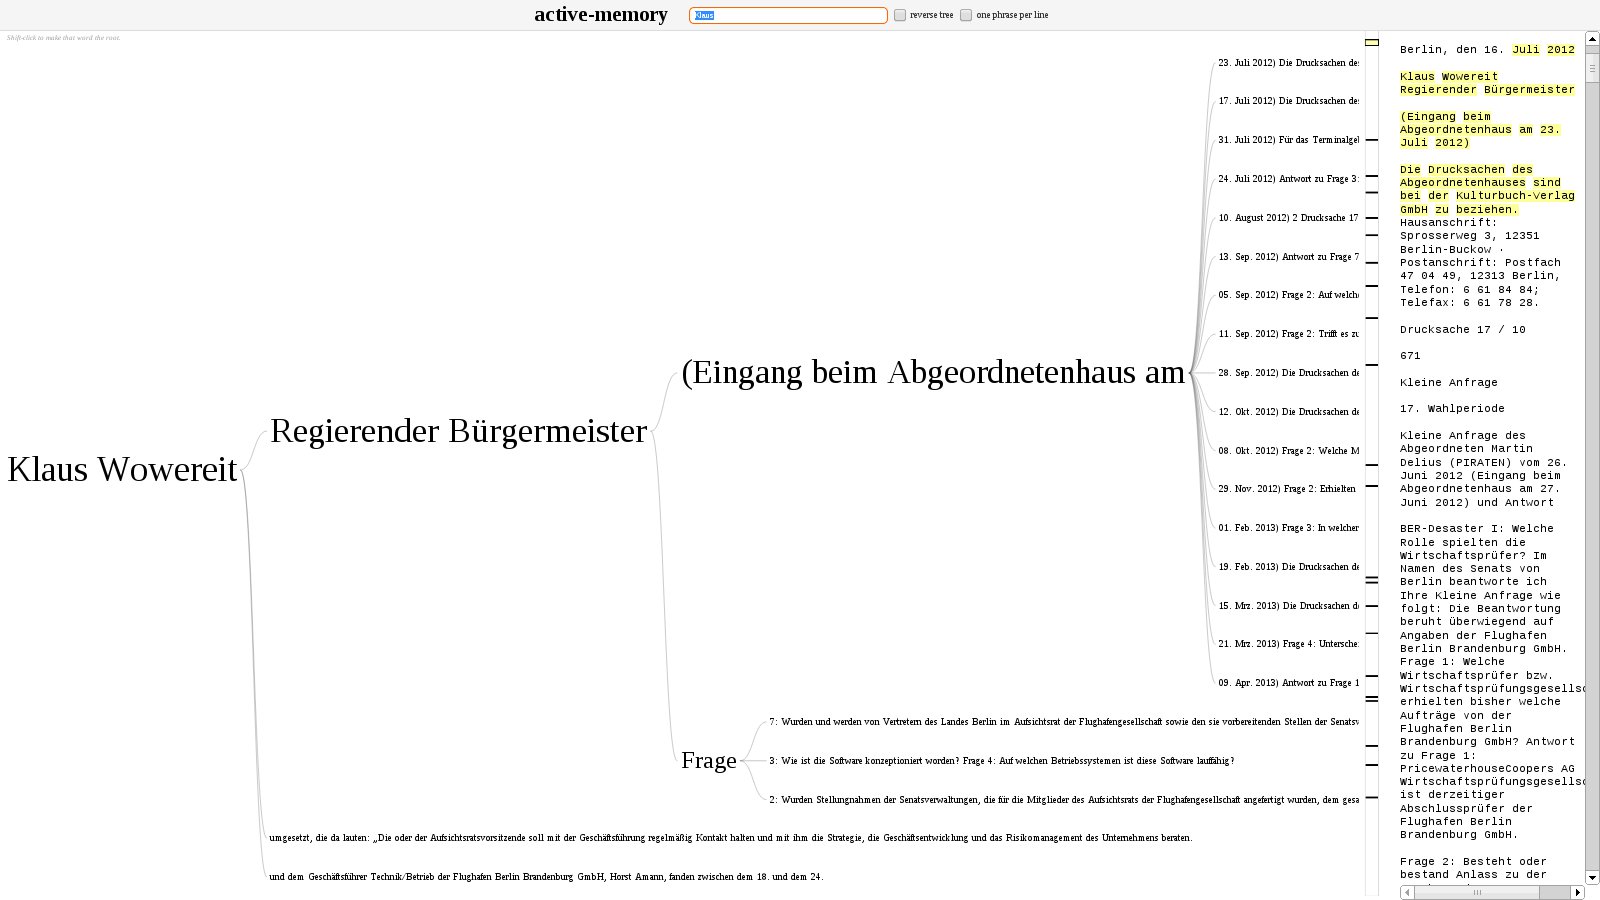 active-memory
Klaus
reverse tree
one phrase per line
Shift-click to make that word the root.
Klaus Wowereit
Regierender Bürgermeister
(Eingang beim Abgeordnetenhaus am
23. Juli 2012) Die Drucksachen des
17. Juli 2012) Die Drucksachen des
31. Juli 2012) Für das Terminalge
24. Juli 2012) Antwort zu Frage 3:
10. August 2012) 2 Drucksache 17
13. Sep. 2012) Antwort zu Frage 7
05. Sep. 2012) Frage 2: Auf welche
11. Sep. 2012) Frage 2: Trifft es zu
28. Sep. 2012) Die Drucksachen de
12. Okt. 2012) Die Drucksachen de
08. Okt. 2012) Frage 2: Welche M
29. Nov. 2012) Frage 2: Erhielten
01. Feb. 2013) Frage 3: In welcher
19. Feb. 2013) Die Drucksachen de
15. Mrz. 2013) Die Drucksachen de
21. Mrz. 2013) Frage 4: Untersche
09. Apr. 2013) Antwort zu Frage 1
Frage
7: Wurden und werden von Vertretern des Landes Berlin im Aufsichtsrat der Flughafengesellschaft sowie den sie vorbereitenden Stellen der Senatsv
3: Wie ist die Software konzeptioniert worden? Frage 4: Auf welchen Betriebssystemen ist diese Software lauffähig?
2: Wurden Stellungnahmen der Senatsverwaltungen, die für die Mitglieder des Aufsichtsrats der Flughafengesellschaft angefertigt wurden, dem gesa
umgesetzt, die da lauten: „Die oder der Aufsichtsratsvorsitzende soll mit der Geschäftsführung regelmäßig Kontakt halten und mit ihm die Strategie, die Geschäftsentwicklung und das Risikomanagement des Unternehmens beraten.
und dem Geschäftsführer Technik/Betrieb der Flughafen Berlin Brandenburg GmbH, Horst Amann, fanden zwischen dem 18. und dem 24.
Berlin, den 16. Juli 2012
Klaus Wowereit
Regierender Bürgermeister
(Eingang beim
Abgeordnetenhaus am 23.
Juli 2012)
Die Drucksachen des
Abgeordnetenhauses sind
bei der Kulturbuch-Verlag
GmbH zu beziehen.
Hausanschrift:
Sprosserweg 3, 12351
Berlin-Buckow ·
Postanschrift: Postfach
47 04 49, 12313 Berlin,
Telefon: 6 61 84 84;
Telefax: 6 61 78 28.
Drucksache 17 / 10
671
Kleine Anfrage
17. Wahlperiode
Kleine Anfrage des
Abgeordneten Martin
Delius (PIRATEN) vom 26.
Juni 2012 (Eingang beim
Abgeordnetenhaus am 27.
Juni 2012) und Antwort
BER-Desaster I: Welche
Rolle spielten die
Wirtschaftsprüfer? Im
Namen des Senats von
Berlin beantworte ich
Ihre Kleine Anfrage wie
folgt: Die Beantwortung
beruht überwiegend auf
Angaben der Flughafen
Berlin Brandenburg GmbH.
Frage 1: Welche
Wirtschaftsprüfer bzw.
Wirtschaftsprüfungsgesellsc
erhielten bisher welche
Aufträge von der
Flughafen Berlin
Brandenburg GmbH? Antwort
zu Frage 1:
PricewaterhouseCoopers AG
Wirtschaftsprüfungsgesellsc
ist derzeitiger
Abschlussprüfer der
Flughafen Berlin
Brandenburg GmbH.
Frage 2: Besteht oder
bestand Anlass zu der